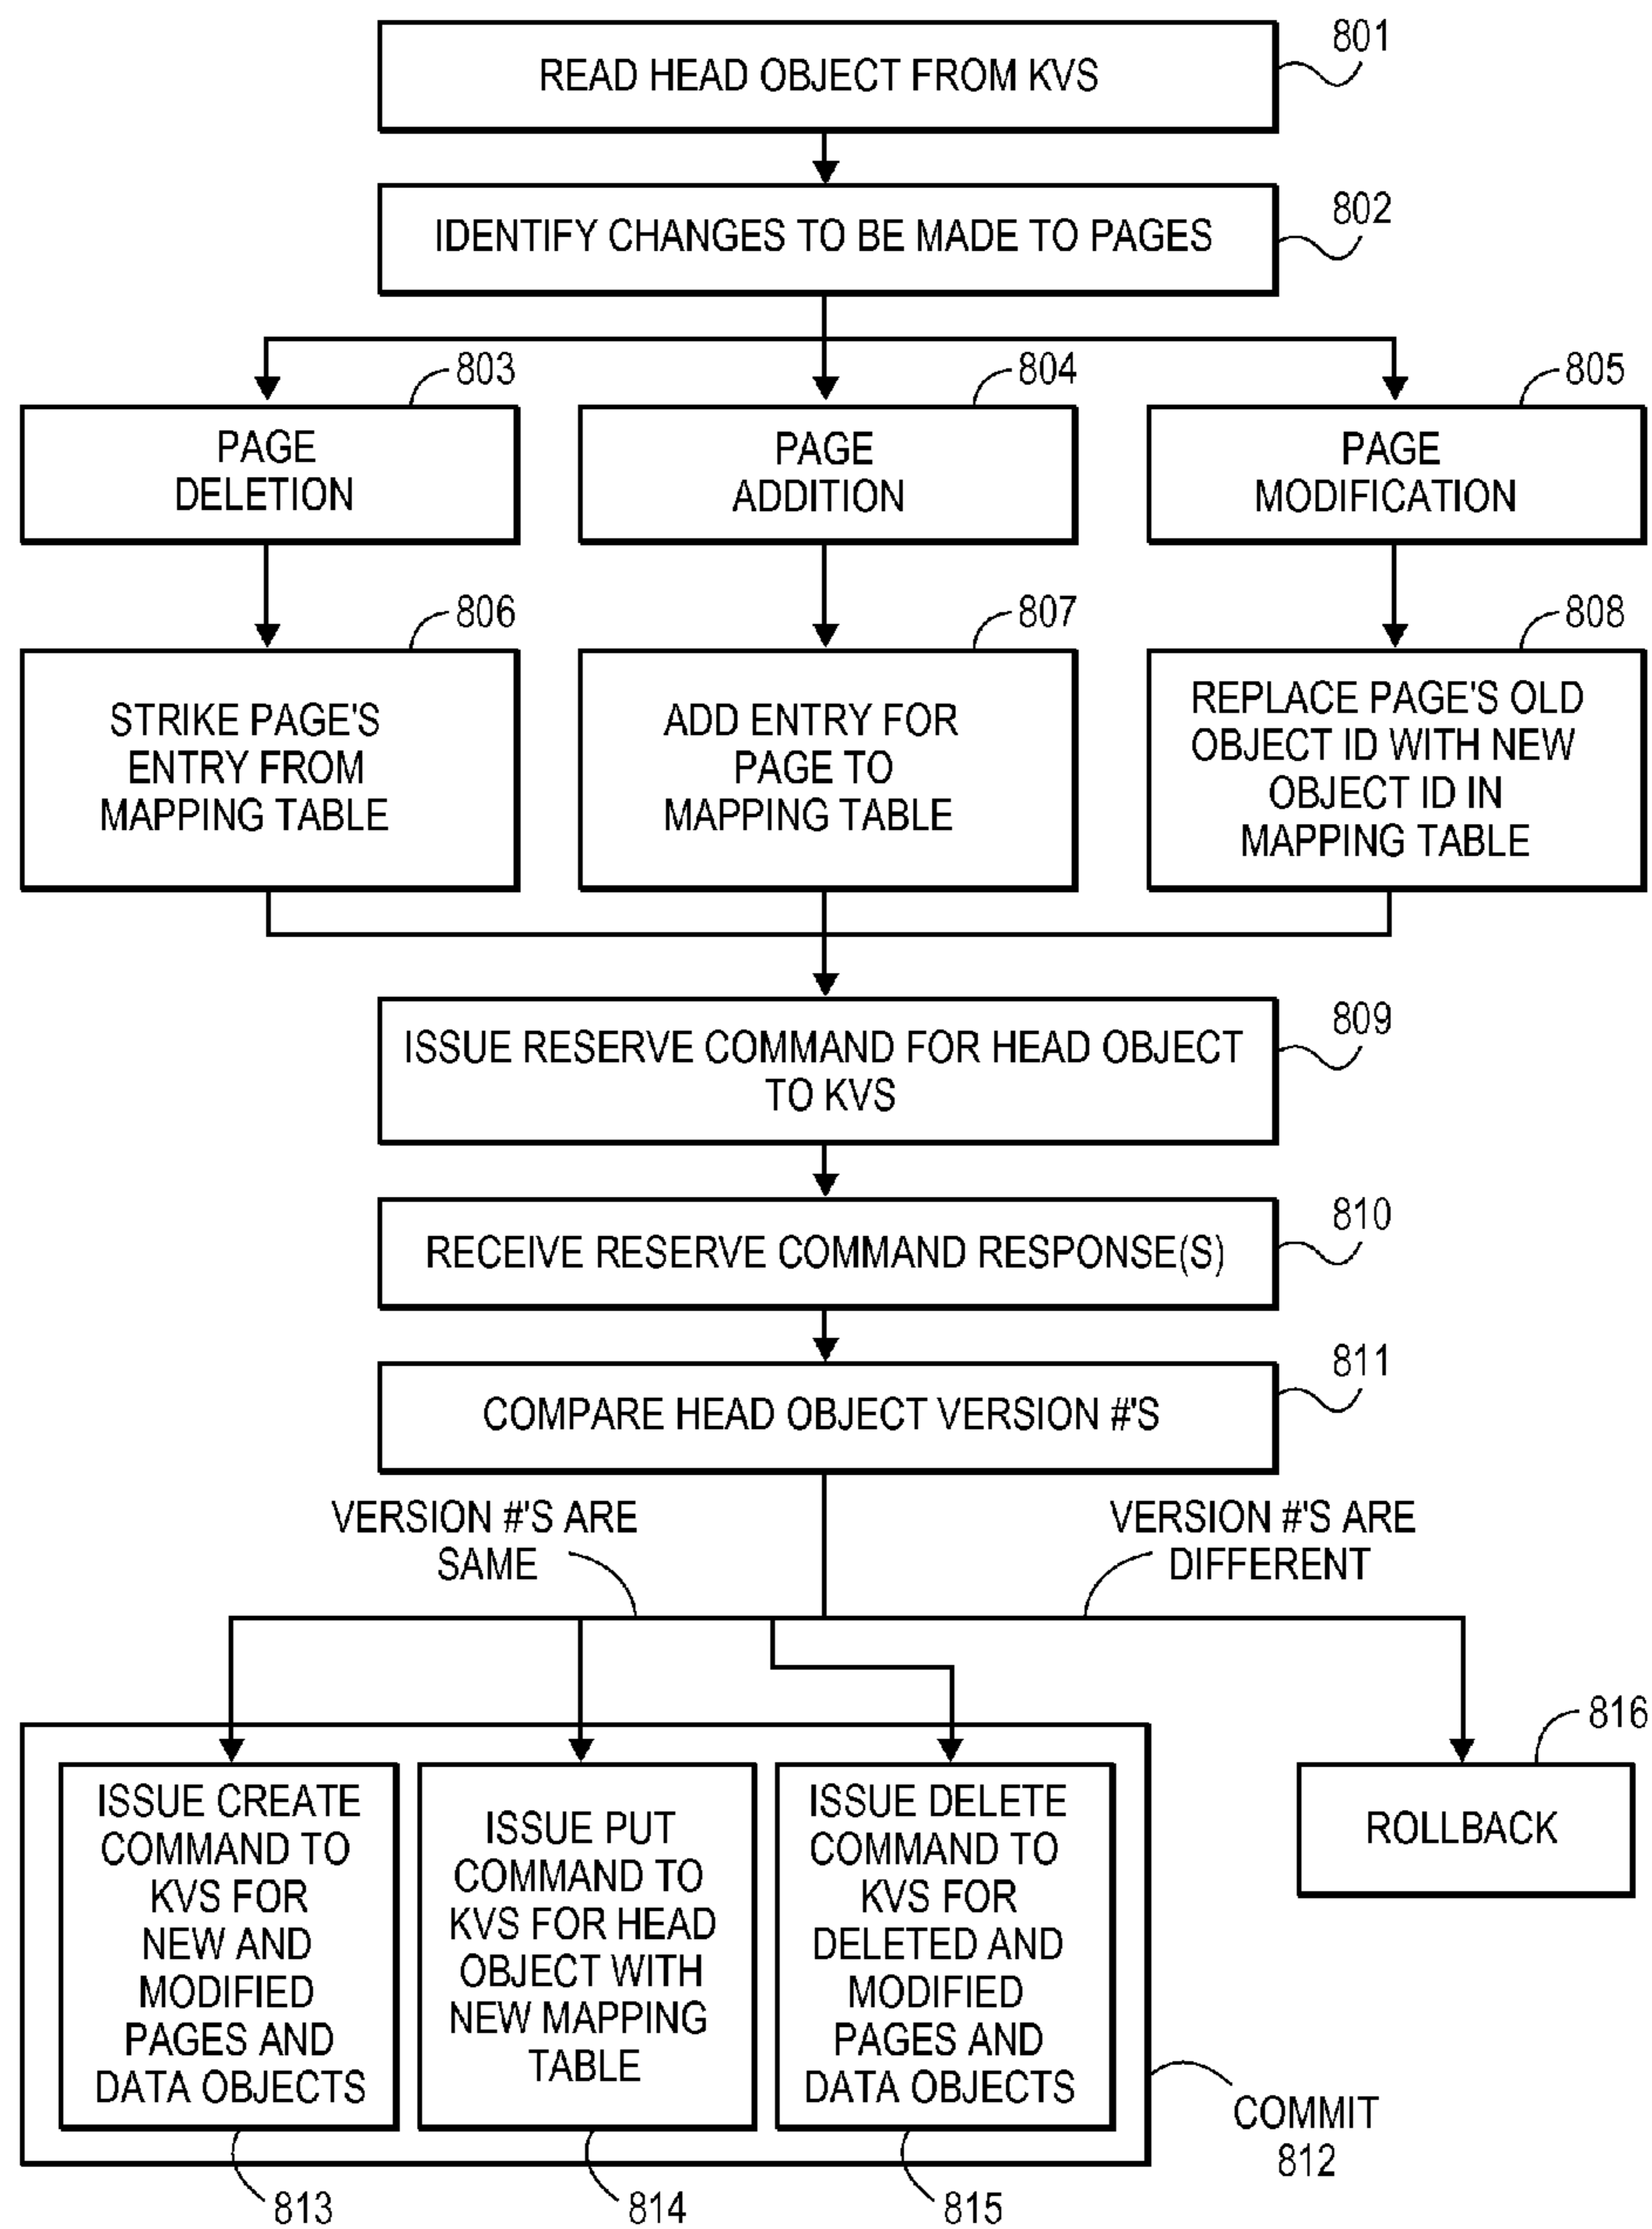 READ HEAD OBJECT FROM KVS
801
IDENTIFY CHANGES TO BE MADE TO PAGES
802
803
PAGE
DELETION
804
PAGE
ADDITION
805
PAGE
MODIFICATION
806
STRIKE PAGE'S
ENTRY FROM
MAPPING TABLE
807
ADD ENTRY FOR
PAGE TO
MAPPING TABLE
808
REPLACE PAGE'S OLD
OBJECT ID WITH NEW
OBJECT ID IN
MAPPING TABLE
ISSUE RESERVE COMMAND FOR HEAD OBJECT
TO KVS
809
RECEIVE RESERVE COMMAND RESPONSE(S)
810
COMPARE HEAD OBJECT VERSION #'S
811
VERSION #'S ARE
SAME
VERSION #'S ARE
DIFFERENT
ISSUE CREATE
COMMAND TO
KVS FOR
NEW AND
MODIFIED
PAGES AND
DATA OBJECTS
813
ISSUE PUT
COMMAND TO
KVS FOR HEAD
OBJECT WITH
NEW MAPPING
TABLE
814
ISSUE DELETE
COMMAND TO
KVS FOR
DELETED AND
MODIFIED
PAGES AND
DATA OBJECTS
815
COMMIT
812
816
ROLLBACK